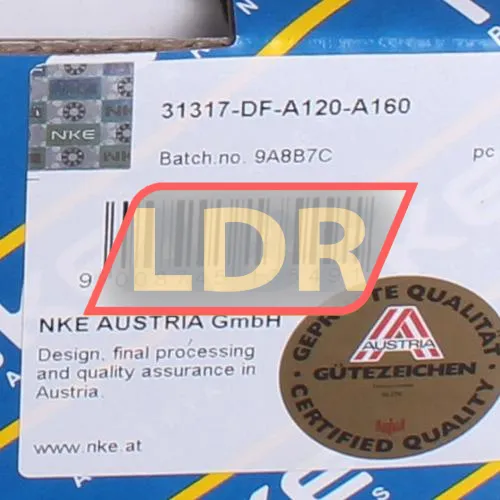 NKE
31317-DF-A120-A160
Batch.no. 9A8B7C
pc
LDR
NKE AUSTRIA GmbH
Design, final processing
and quality assurance in
Austria.
www.nke.at
GEPRÜFTE QUALITÄT
AUSTRIA
GÜTEZEICHEN
CERTIFIED QUALITY